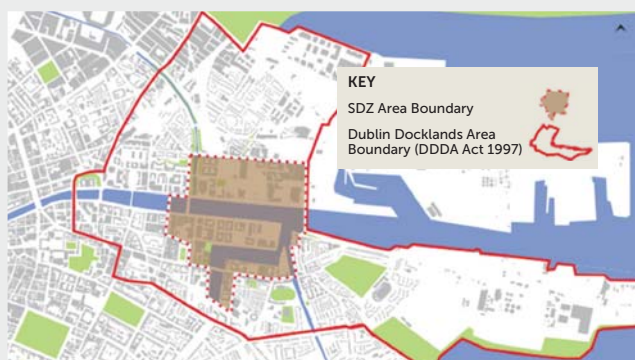 KEY
SDZ Area Boundary
Dublin Docklands Area
Boundary (DDDA Act 1997)